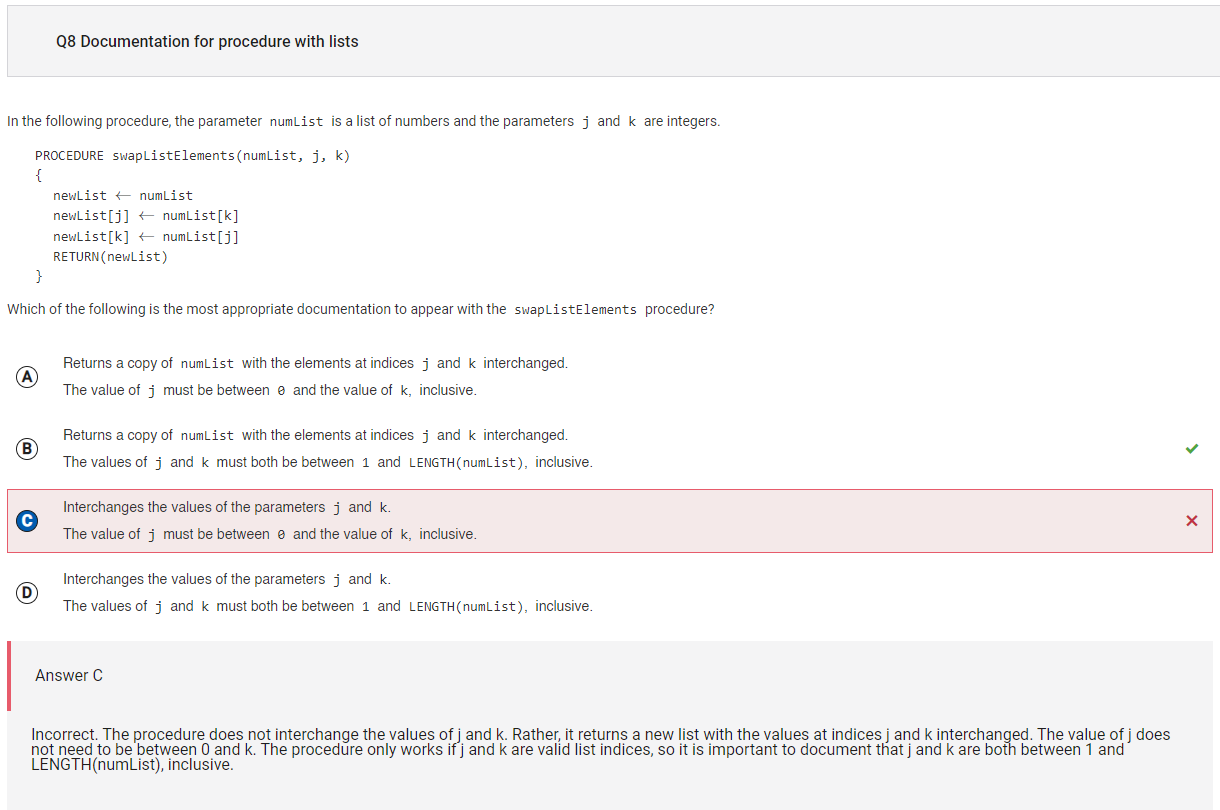 Q8 Documentation for procedure with lists
In the following procedure, the parameter numList is a list of numbers and the parameters j and k are integers.
PROCEDURE swapListElements(numList, j, k)
{
newList ← numList
newList[j] ← numList[k]
newList[k] ← numList[j]
RETURN(newList)
}
Which of the following is the most appropriate documentation to appear with the swapListElements procedure?
A
Returns a copy of numList with the elements at indices j and k interchanged.
The value of j must be between 0 and the value of k, inclusive.
B
Returns a copy of numList with the elements at indices j and k interchanged.
The values of j and k must both be between 1 and LENGTH(numList), inclusive.
C
Interchanges the values of the parameters j and k.
The value of j must be between 0 and the value of k, inclusive.
D
Interchanges the values of the parameters j and k.
The values of j and k must both be between 1 and LENGTH(numList), inclusive.
Answer C
Incorrect. The procedure does not interchange the values of j and k. Rather, it returns a new list with the values at indices j and k interchanged. The value of j does
not need to be between 0 and k. The procedure only works if j and k are valid list indices, so it is important to document that j and k are both between 1 and
LENGTH(numList), inclusive.